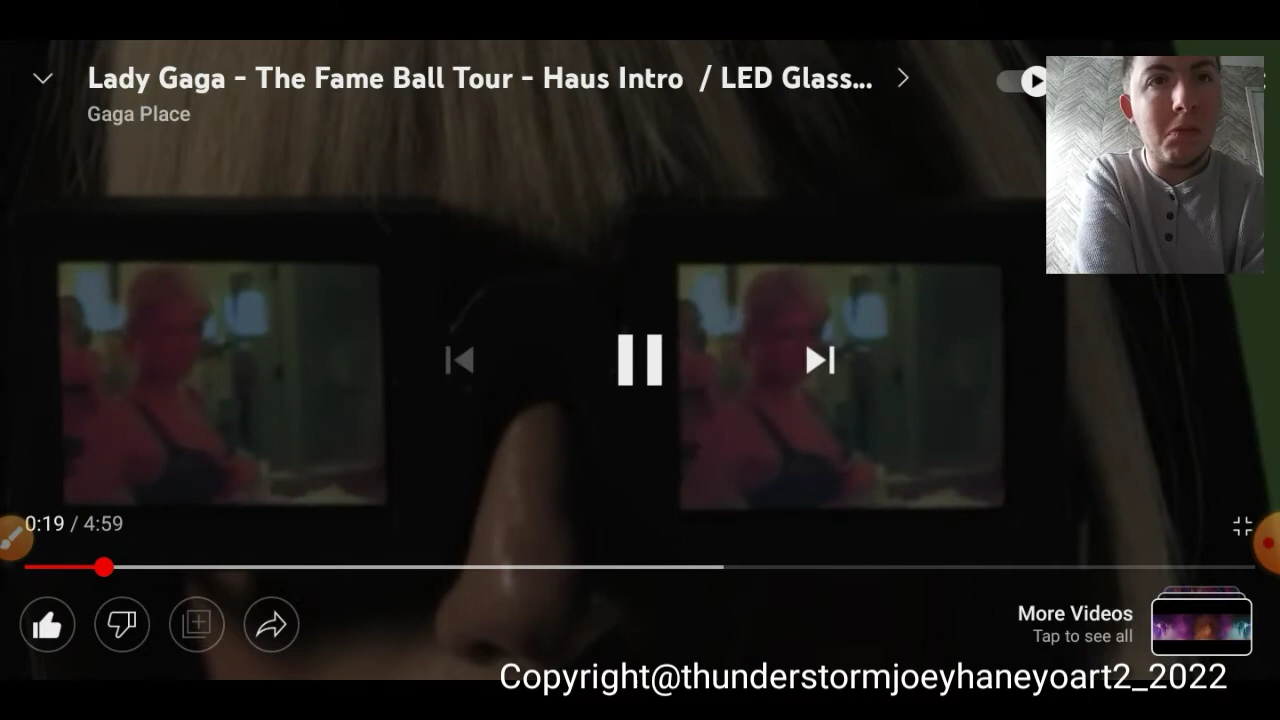 Lady Gaga - The Fame Ball Tour - Haus Intro / LED Glass...
Gaga Place
0:19 / 4:59
More Videos
Tap to see all
Copyright@thunderstormjoeyhaneyoart2_2022